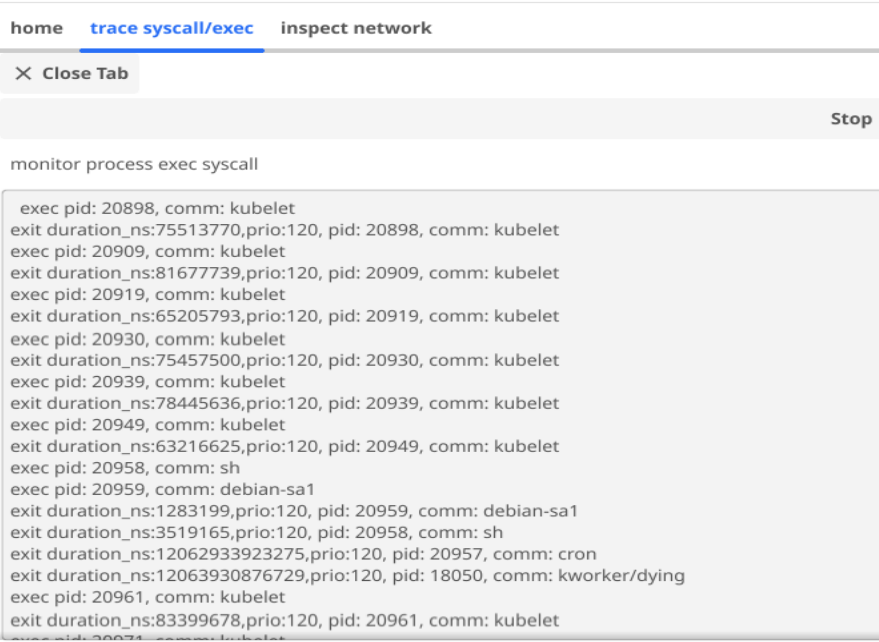 home trace syscall/exec inspect network
Close Tab
Stop
monitor process exec syscall
exec pid: 20898, comm: kubelet
exit duration_ns:75513770,prio:120, pid: 20898, comm: kubelet
exec pid: 20909, comm: kubelet
exit duration_ns:81677739,prio:120, pid: 20909, comm: kubelet
exec pid: 20919, comm: kubelet
exit duration_ns:65205793,prio:120, pid: 20919, comm: kubelet
exec pid: 20930, comm: kubelet
exit duration_ns:75457500,prio:120, pid: 20930, comm: kubelet
exec pid: 20939, comm: kubelet
exit duration_ns:78445636,prio:120, pid: 20939, comm: kubelet
exec pid: 20949, comm: kubelet
exit duration_ns:63216625,prio:120, pid: 20949, comm: kubelet
exec pid: 20958, comm: sh
exec pid: 20959, comm: debian-sa1
exit duration_ns:1283199,prio:120, pid: 20959, comm: debian-sa1
exit duration_ns:3519165,prio:120, pid: 20958, comm: sh
exit duration_ns:12062933923275,prio:120, pid: 20957, comm: cron
exit duration_ns:12063930876729,prio:120, pid: 18050, comm: kworker/dying
exec pid: 20961, comm: kubelet
exit duration_ns:83399678,prio:120, pid: 20961, comm: kubelet
exec pid: 20971, comm: kubelet